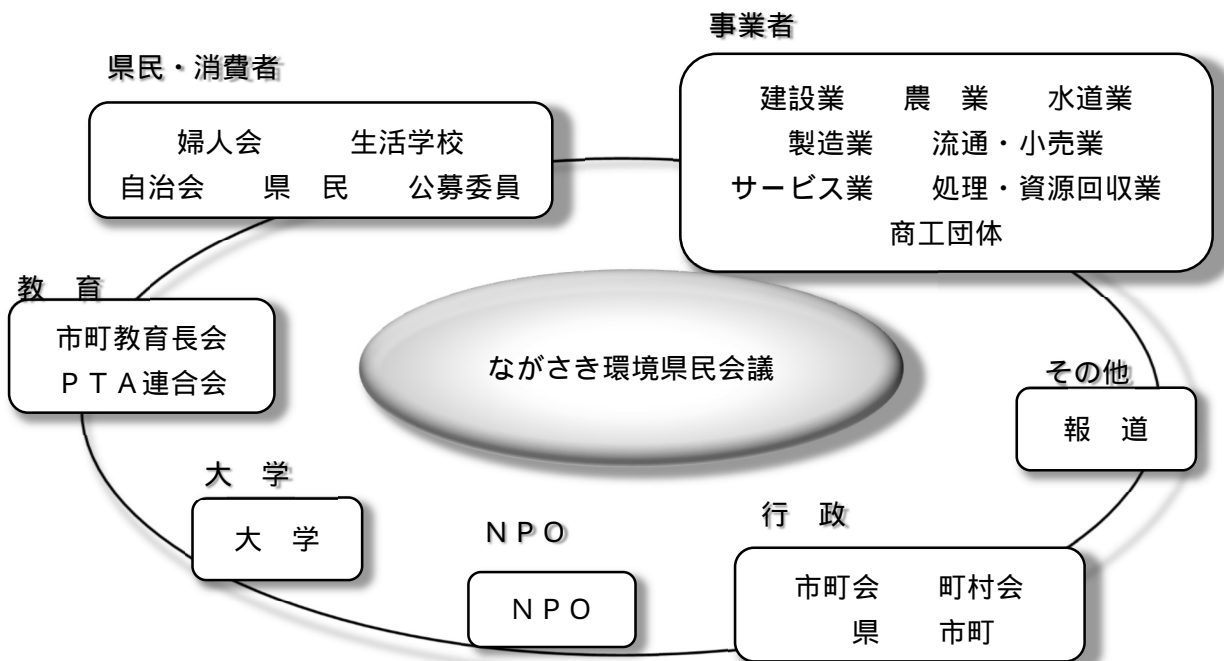 事業者
建設業　　農　業　　水道業
製造業　　流通・小売業
サービス業　　処理・資源回収業
商工団体
県民・消費者
婦人会　　　生活学校
自治会　　県　民　　公募委員
教　育
市町教育長会
ＰＴＡ連合会
ながさき環境県民会議
その他
報　道
大　学
大　学
ＮＰＯ
ＮＰＯ
行　政
市町会　　町村会
県　　市町